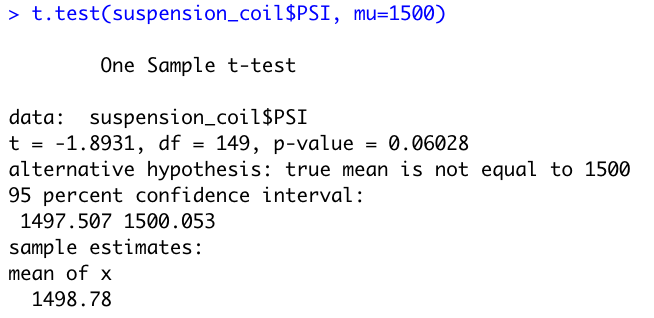 > t.test(suspension_coil$PSI, mu=1500)
One Sample t-test
data:  suspension_coil$PSI
t = -1.8931, df = 149, p-value = 0.06028
alternative hypothesis: true mean is not equal to 1500
95 percent confidence interval:
1497.507 1500.053
sample estimates:
mean of x
1498.78